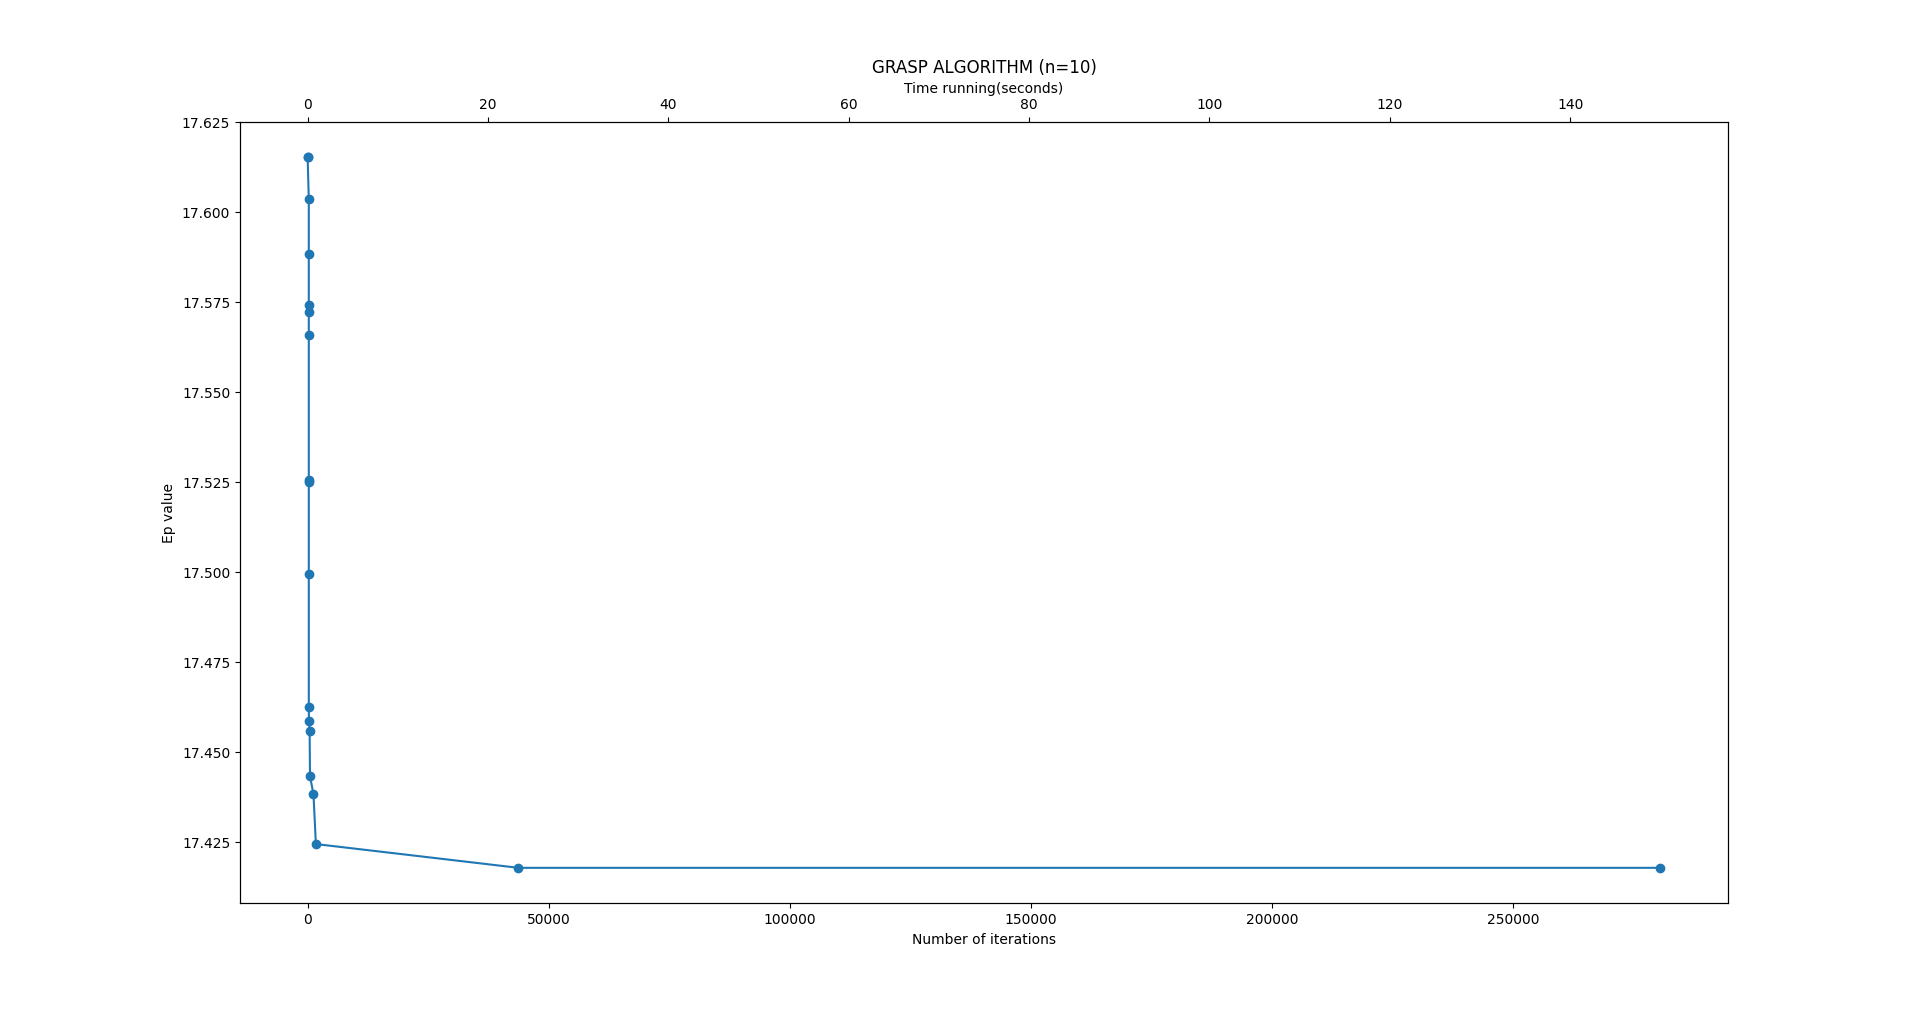 GRASP ALGORITHM (n=10)
Time running(seconds)
0 20 40 60 80 100 120 140
17.625
17.600
17.575
17.550
17.525
17.500
17.475
17.450
17.425
Ep value
0 50000 100000 150000 200000 250000
Number of iterations